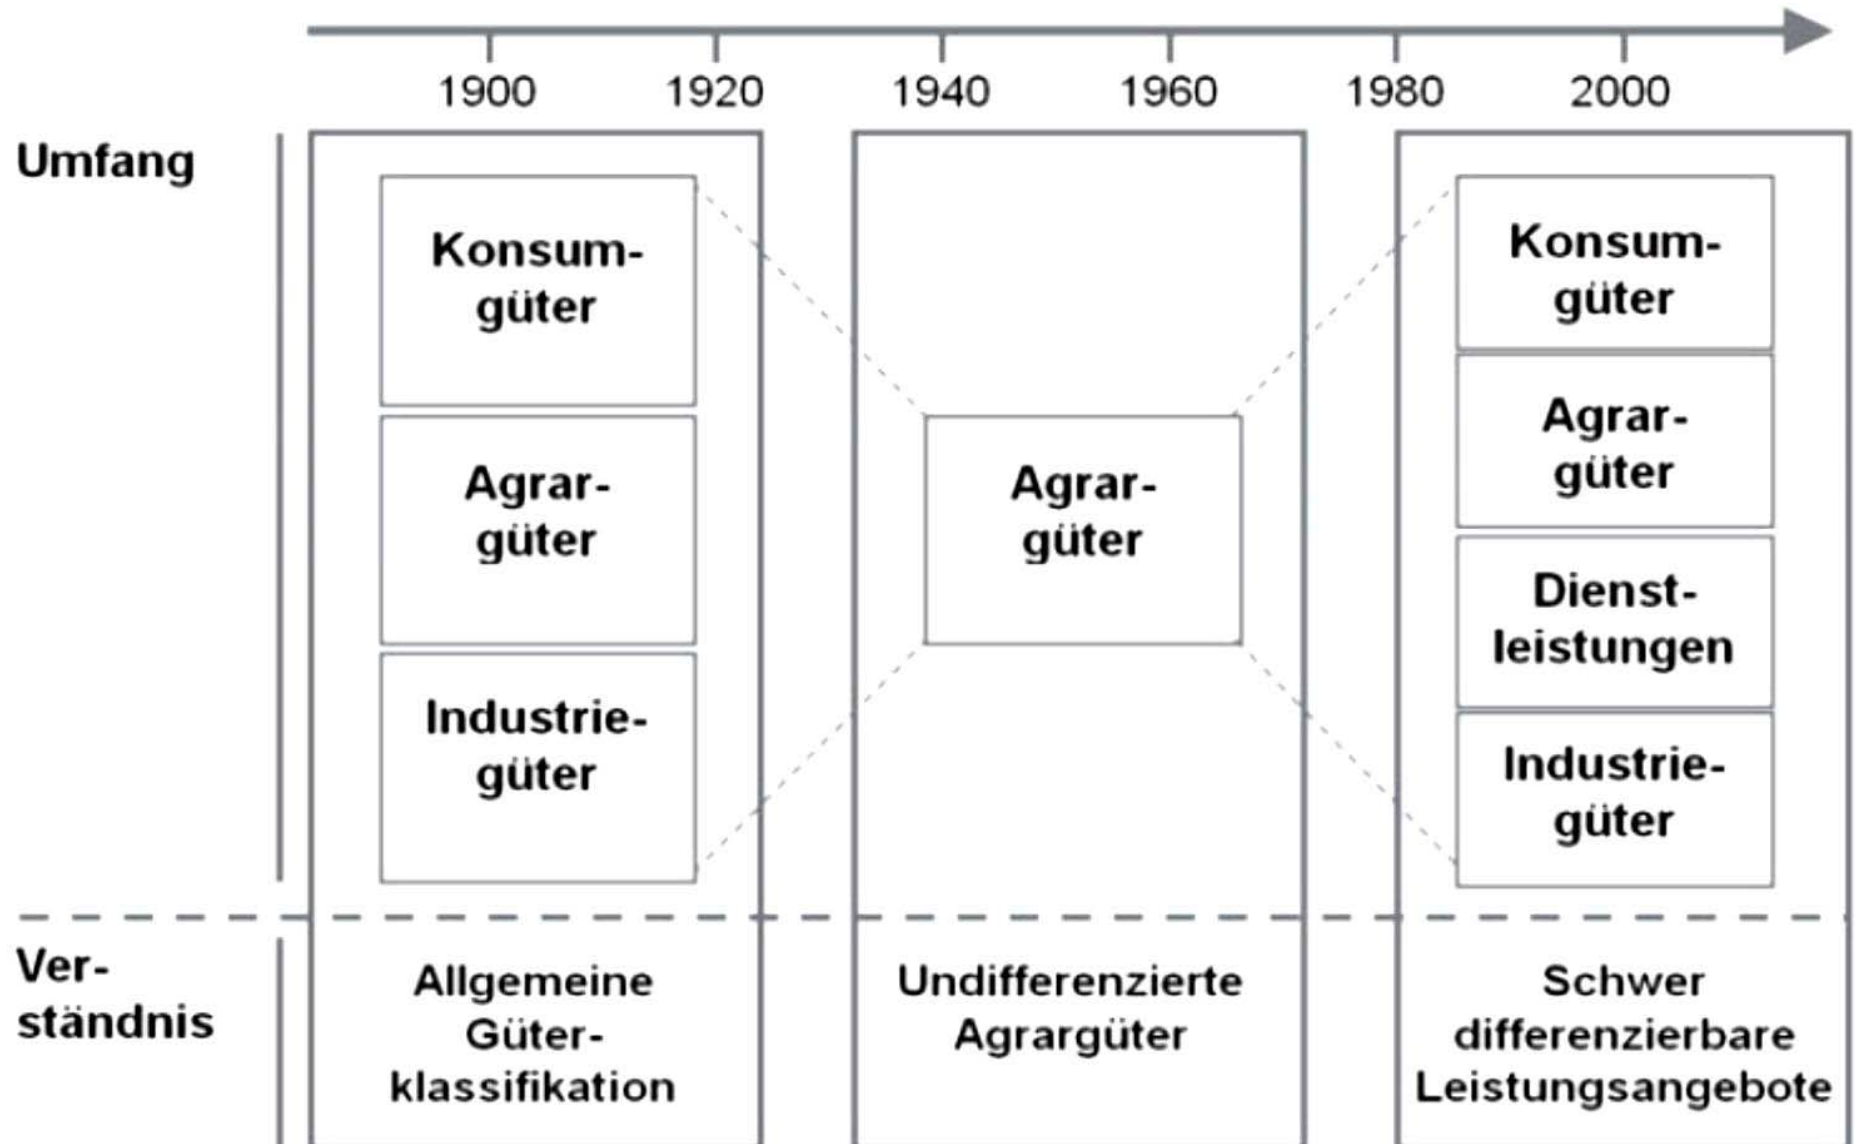 1900 1920 1940 1960 1980 2000
Umfang
Konsum-
güter
Agrar-
güter
Industrie-
güter
Agrar-
güter
Konsum-
güter
Agrar-
güter
Dienst-
leistungen
Industrie-
güter
Ver-
ständnis
Allgemeine
Güter-
klassifikation
Undifferenzierte
Agrargüter
Schwer
differenzierbare
Leistungsangebote